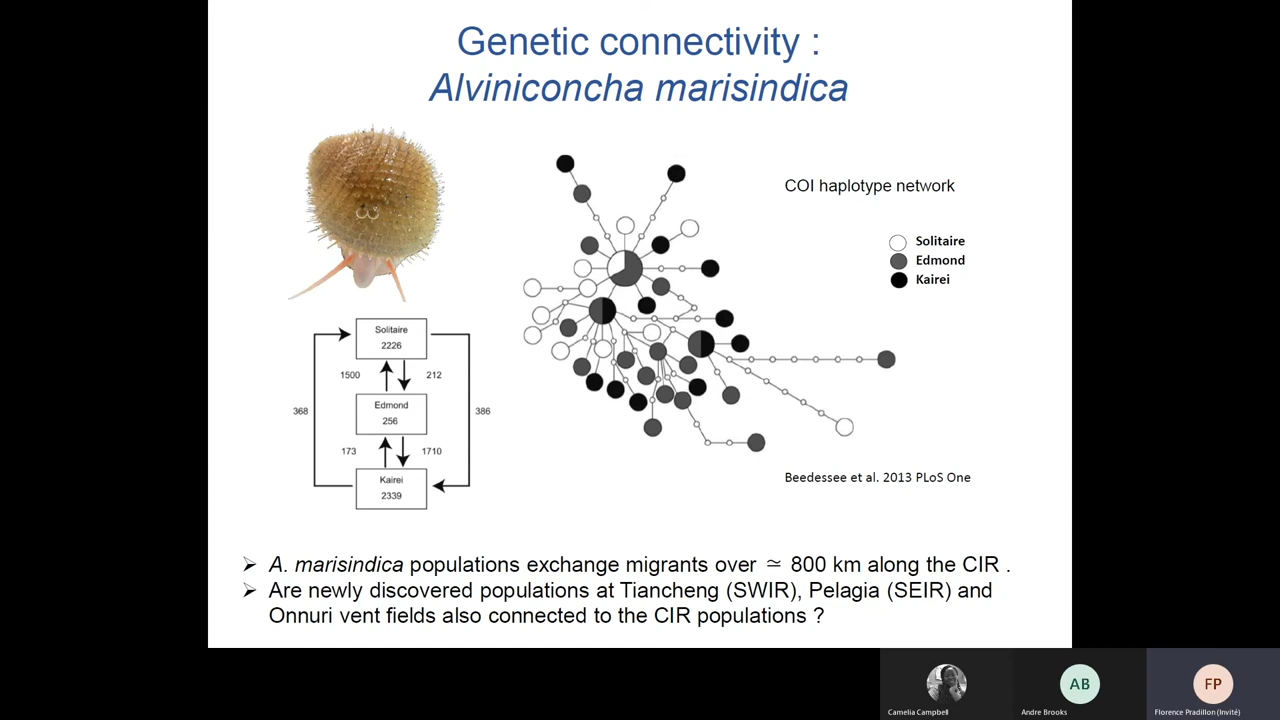 Genetic connectivity :
Alviniconcha marisindica
COI haplotype network
Solitaire
Edmond
Kairei
Solitaire
2226
1500
212
Edmond
256
368
386
173
1710
Kairei
2339
Beedessee et al. 2013 PLoS One
➢ A. marisindica populations exchange migrants over ≃ 800 km along the CIR .
➢ Are newly discovered populations at Tiancheng (SWIR), Pelagia (SEIR) and
Onnuri vent fields also connected to the CIR populations ?
AB
FP
Camelia Campbell
Andre Brooks
Florence Pradillon (Invité)